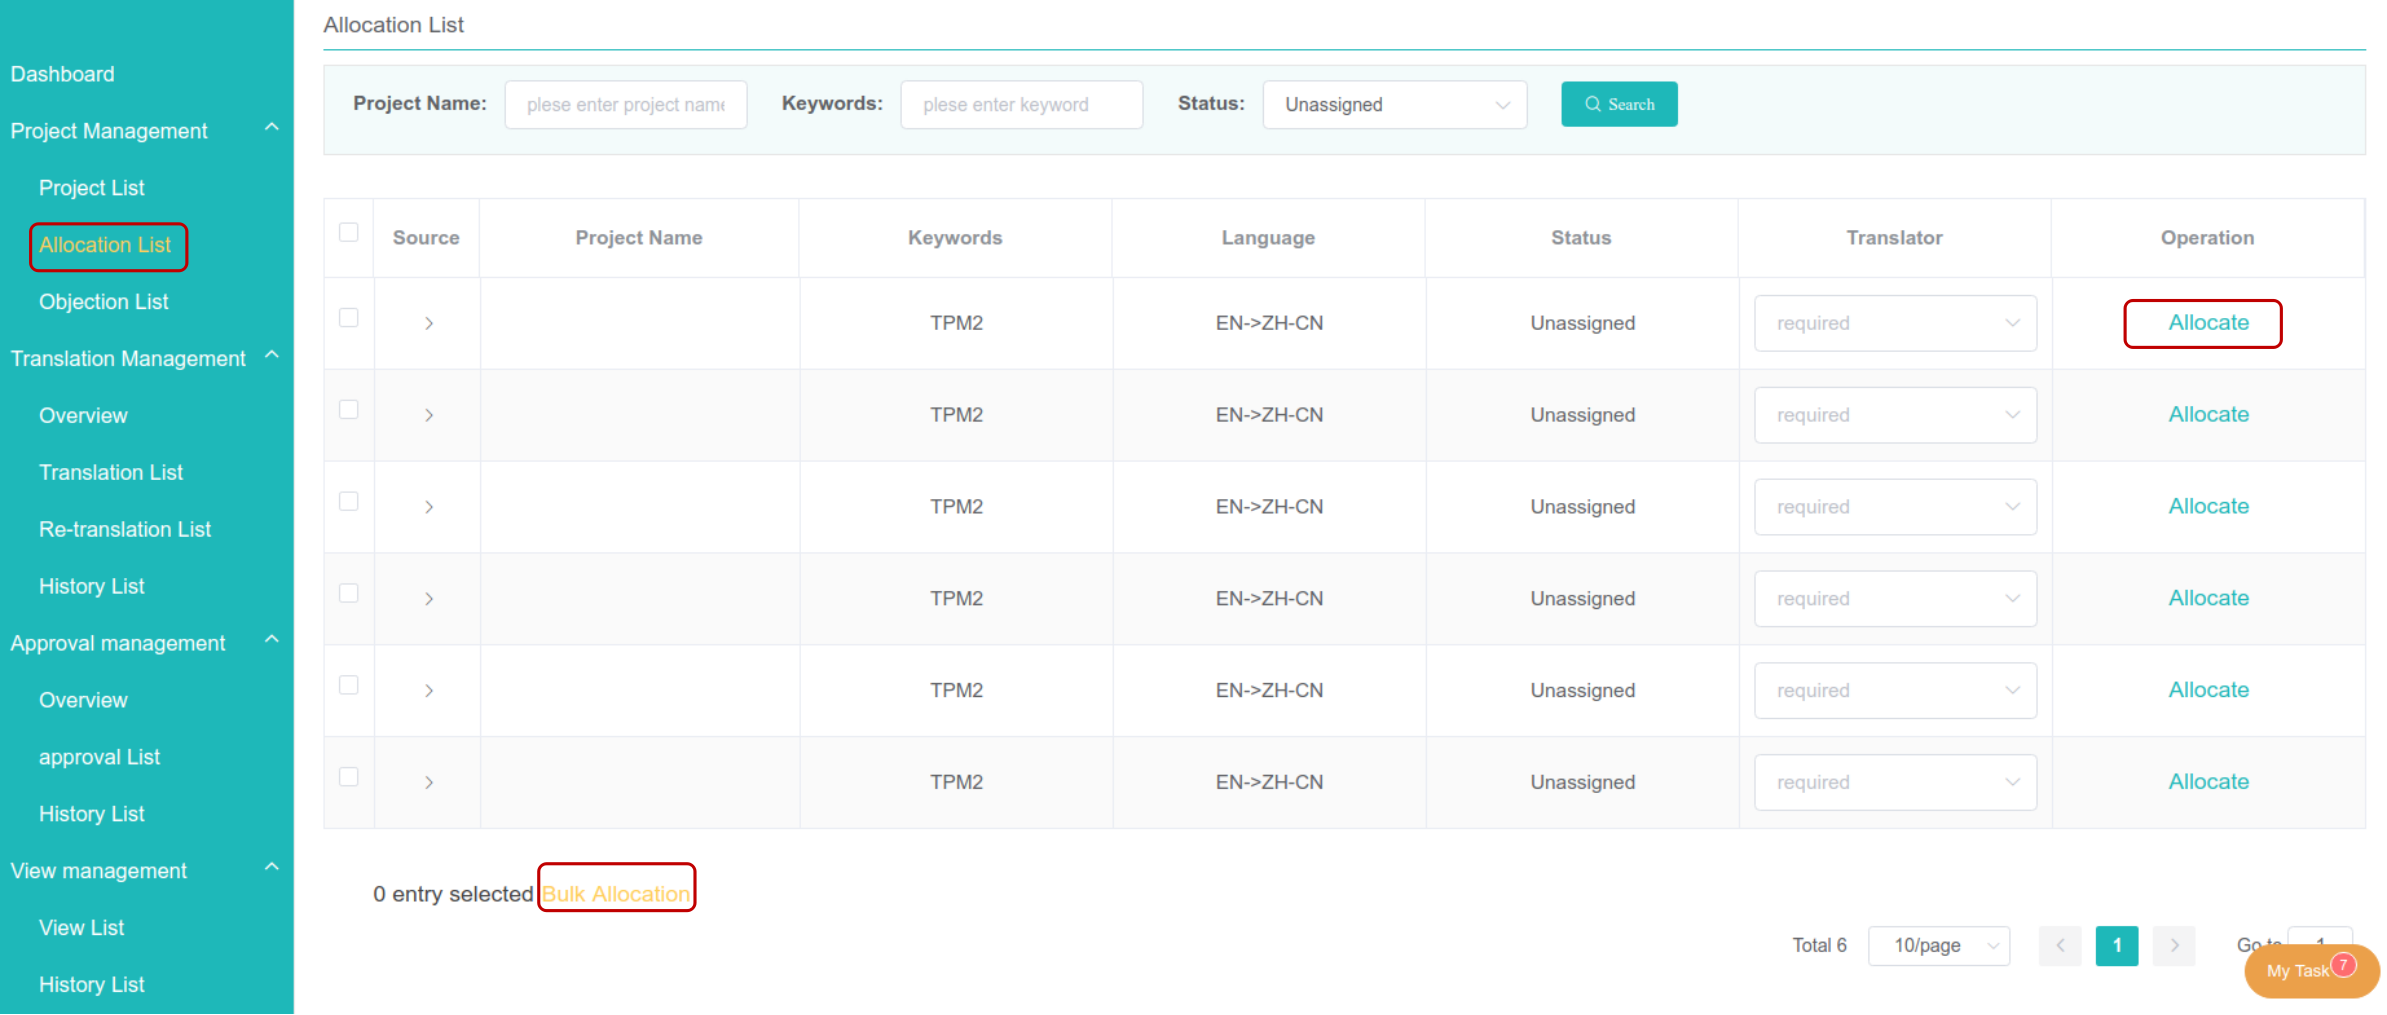 Dashboard
Project Management
Project List
Allocation List
Objection List
Translation Management
Overview
Translation List
Re-translation List
History List
Approval management
Overview
approval List
History List
View management
View List
History List
Allocation List
Project Name: plese enter project name Keywords: plese enter keyword Status: Unassigned Search
Source Project Name Keywords Language Status Translator Operation
TPM2 EN->ZH-CN Unassigned required Allocate
TPM2 EN->ZH-CN Unassigned required Allocate
TPM2 EN->ZH-CN Unassigned required Allocate
TPM2 EN->ZH-CN Unassigned required Allocate
TPM2 EN->ZH-CN Unassigned required Allocate
TPM2 EN->ZH-CN Unassigned required Allocate
0 entry selected Bulk Allocation
Total 6 10/page 1 Go to 1
My Task 7